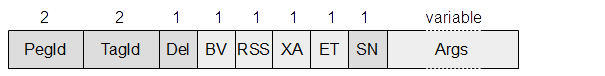 2 2 1 1 1 1 1 1 variable
PegId TagId Del BV RSS XA ET SN Args